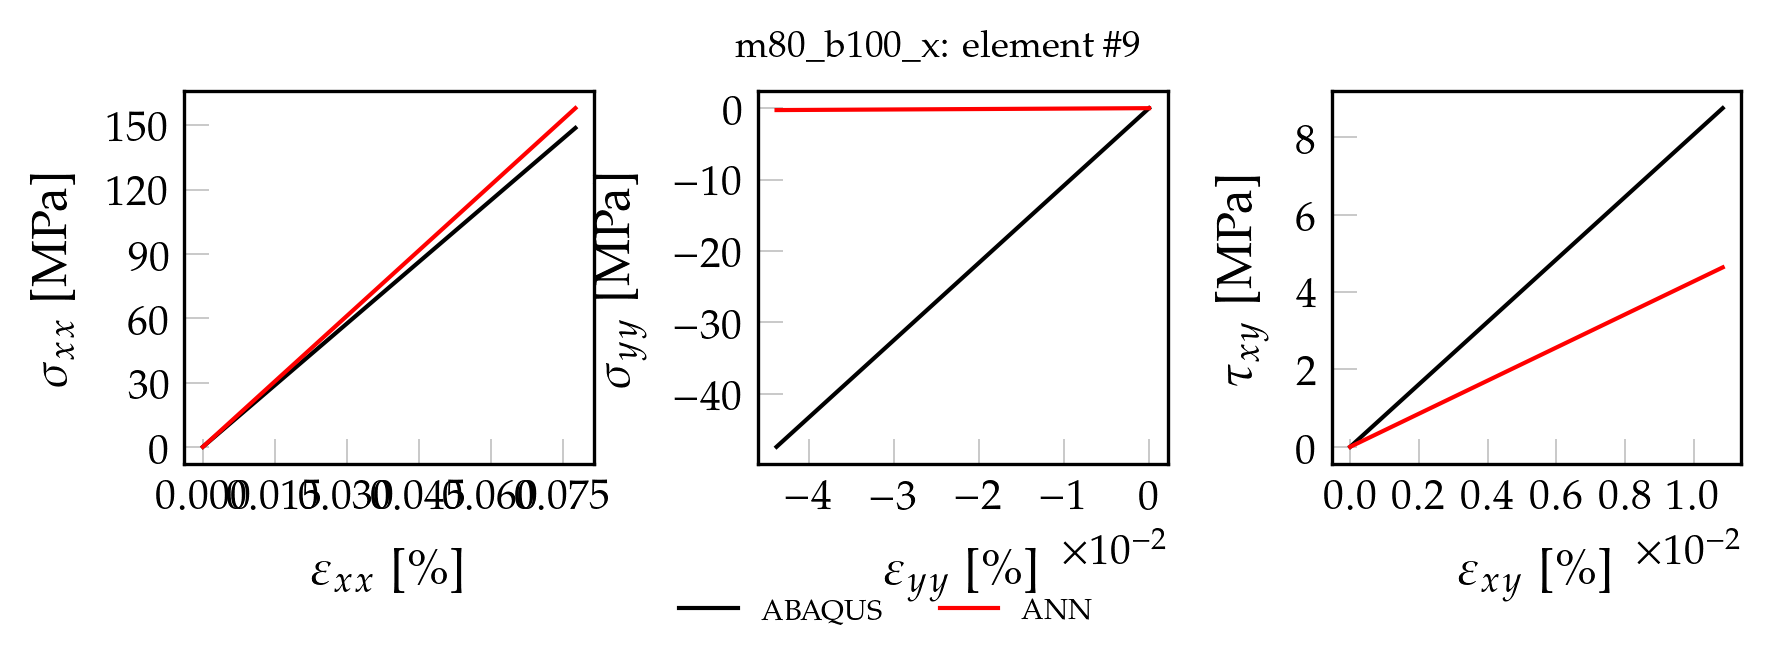 m80_b100_x: element #9
σxx [MPa]
150
120
90
60
30
0
0.000 0.015 0.030 0.045 0.060 0.075
εxx [%]
σyy [MPa]
0
−10
−20
−30
−40
−4 −3 −2 −1 0
×10−2
εyy [%]
τxy [MPa]
8
6
4
2
0
0.0 0.2 0.4 0.6 0.8 1.0
×10−2
εxy [%]
ABAQUS ANN